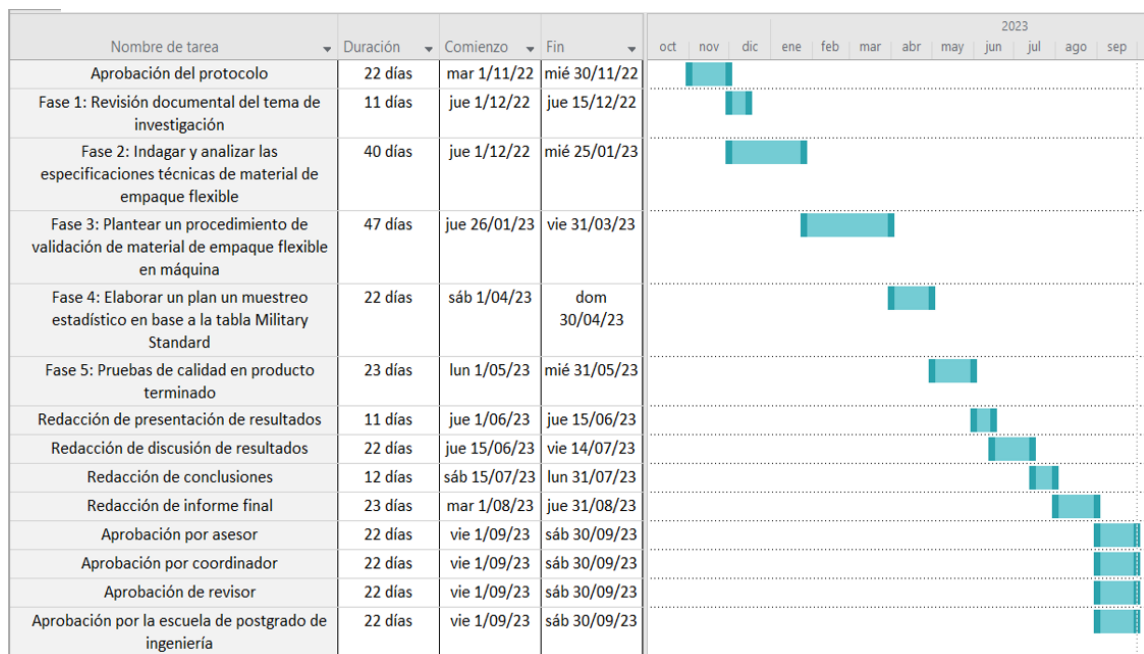 2023
Nombre de tarea Duración Comienzo Fin oct nov dic ene feb mar abr may jun jul ago sep
Aprobación del protocolo 22 días mar 1/11/22 mié 30/11/22
Fase 1: Revisión documental del tema de 11 días jue 1/12/22 jue 15/12/22
investigación
Fase 2: Indagar y analizar las 40 días jue 1/12/22 mié 25/01/23
especificaciones técnicas de material de
empaque flexible
Fase 3: Plantear un procedimiento de 47 días jue 26/01/23 vie 31/03/23
validación de material de empaque flexible
en máquina
Fase 4: Elaborar un plan un muestreo 22 días sáb 1/04/23 dom
estadístico en base a la tabla Military 30/04/23
Standard
Fase 5: Pruebas de calidad en producto 23 días lun 1/05/23 mié 31/05/23
terminado
Redacción de presentación de resultados 11 días jue 1/06/23 jue 15/06/23
Redacción de discusión de resultados 22 días jue 15/06/23 vie 14/07/23
Redacción de conclusiones 12 días sáb 15/07/23 lun 31/07/23
Redacción de informe final 23 días mar 1/08/23 jue 31/08/23
Aprobación por asesor 22 días vie 1/09/23 sáb 30/09/23
Aprobación por coordinador 22 días vie 1/09/23 sáb 30/09/23
Aprobación de revisor 22 días vie 1/09/23 sáb 30/09/23
Aprobación por la escuela de postgrado de 22 días vie 1/09/23 sáb 30/09/23
ingeniería